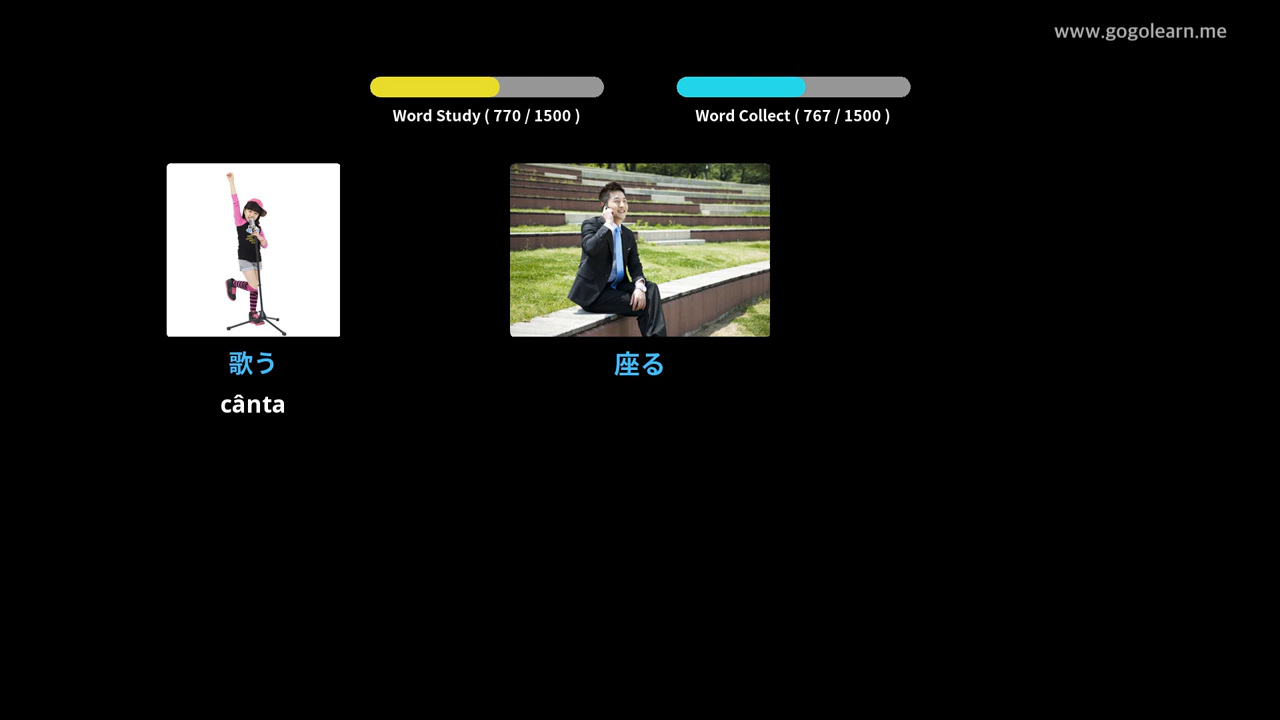 www.gogolearn.me
Word Study ( 770 / 1500 )
Word Collect ( 767 / 1500 )
歌う
cânta
座る